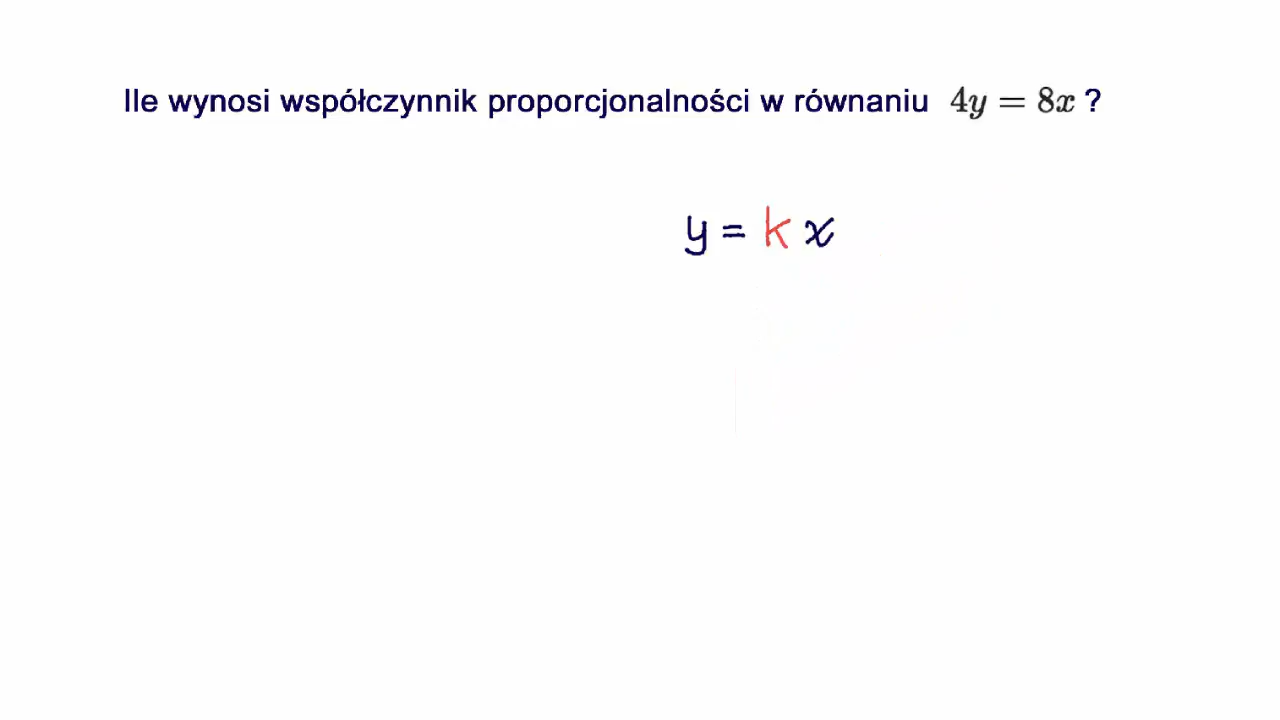 Ile wynosi współczynnik proporcjonalności w równaniu 4y = 8x ?
y = k x